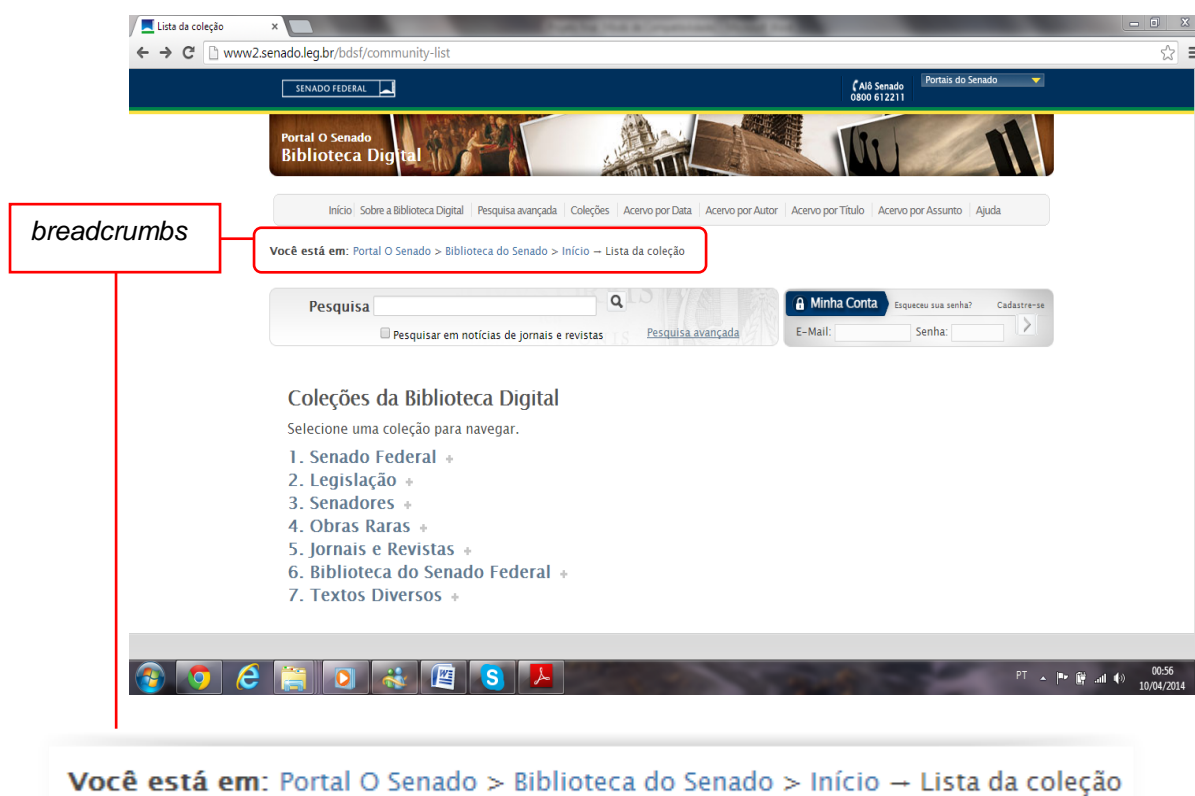 Lista da coleção
www2.senado.leg.br/bdsf/community-list
SENADO FEDERAL
Alô Senado
0800 612211
Portais do Senado
Portal O Senado
Biblioteca Digital
Início Sobre a Biblioteca Digital Pesquisa avançada Coleções Acervo por Data Acervo por Autor Acervo por Título Acervo por Assunto Ajuda
breadcrumbs
Você está em: Portal O Senado > Biblioteca do Senado > Início → Lista da coleção
Pesquisa
Pesquisar em notícias de jornais e revistas Pesquisa avançada
Minha Conta Esqueceu sua senha? Cadastre-se
E-Mail: Senha:
Coleções da Biblioteca Digital
Selecione uma coleção para navegar.
1. Senado Federal +
2. Legislação +
3. Senadores +
4. Obras Raras +
5. Jornais e Revistas +
6. Biblioteca do Senado Federal +
7. Textos Diversos +
PT 00:56
10/04/2014
Você está em: Portal O Senado > Biblioteca do Senado > Início → Lista da coleção